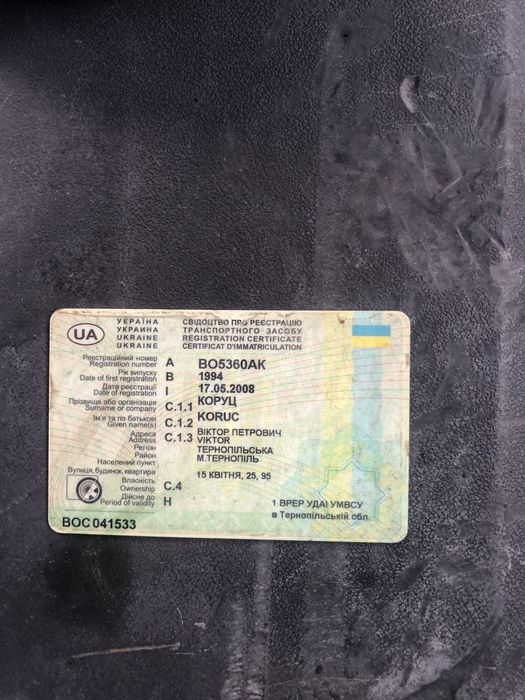 УКРАЇНА
УКРАИНА
UKRAINE
UKRAINE
UA
СВІДОЦТВО ПРО РЕЄСТРАЦІЮ
ТРАНСПОРТНОГО ЗАСОБУ
REGISTRATION CERTIFICATE
CERTIFICAT D'IMMATRICULATION
Реєстраційний номер
Registration number A ВО5360АК
Рік випуску
Date of first registration B 1994
Дата реєстрації
Date of registration I 17.05.2008
Прізвище або організація
Surname or company C.1.1 КОРУЦ
KORUC
Ім'я та по батькові
Given name(s) C.1.2 ВІКТОР ПЕТРОВИЧ
VIKTOR
Адреса
Address C.1.3 ТЕРНОПІЛЬСЬКА
Регіон
Район
М.ТЕРНОПІЛЬ
Населений пункт
Вулиця, будинок, квартира 15 КВІТНЯ, 25, 95
Власність
Ownership C.4
Дійсне до
Period of validity H
1 ВРЕР УДАІ УМВСУ
в Тернопільській обл.
ВОС 041533